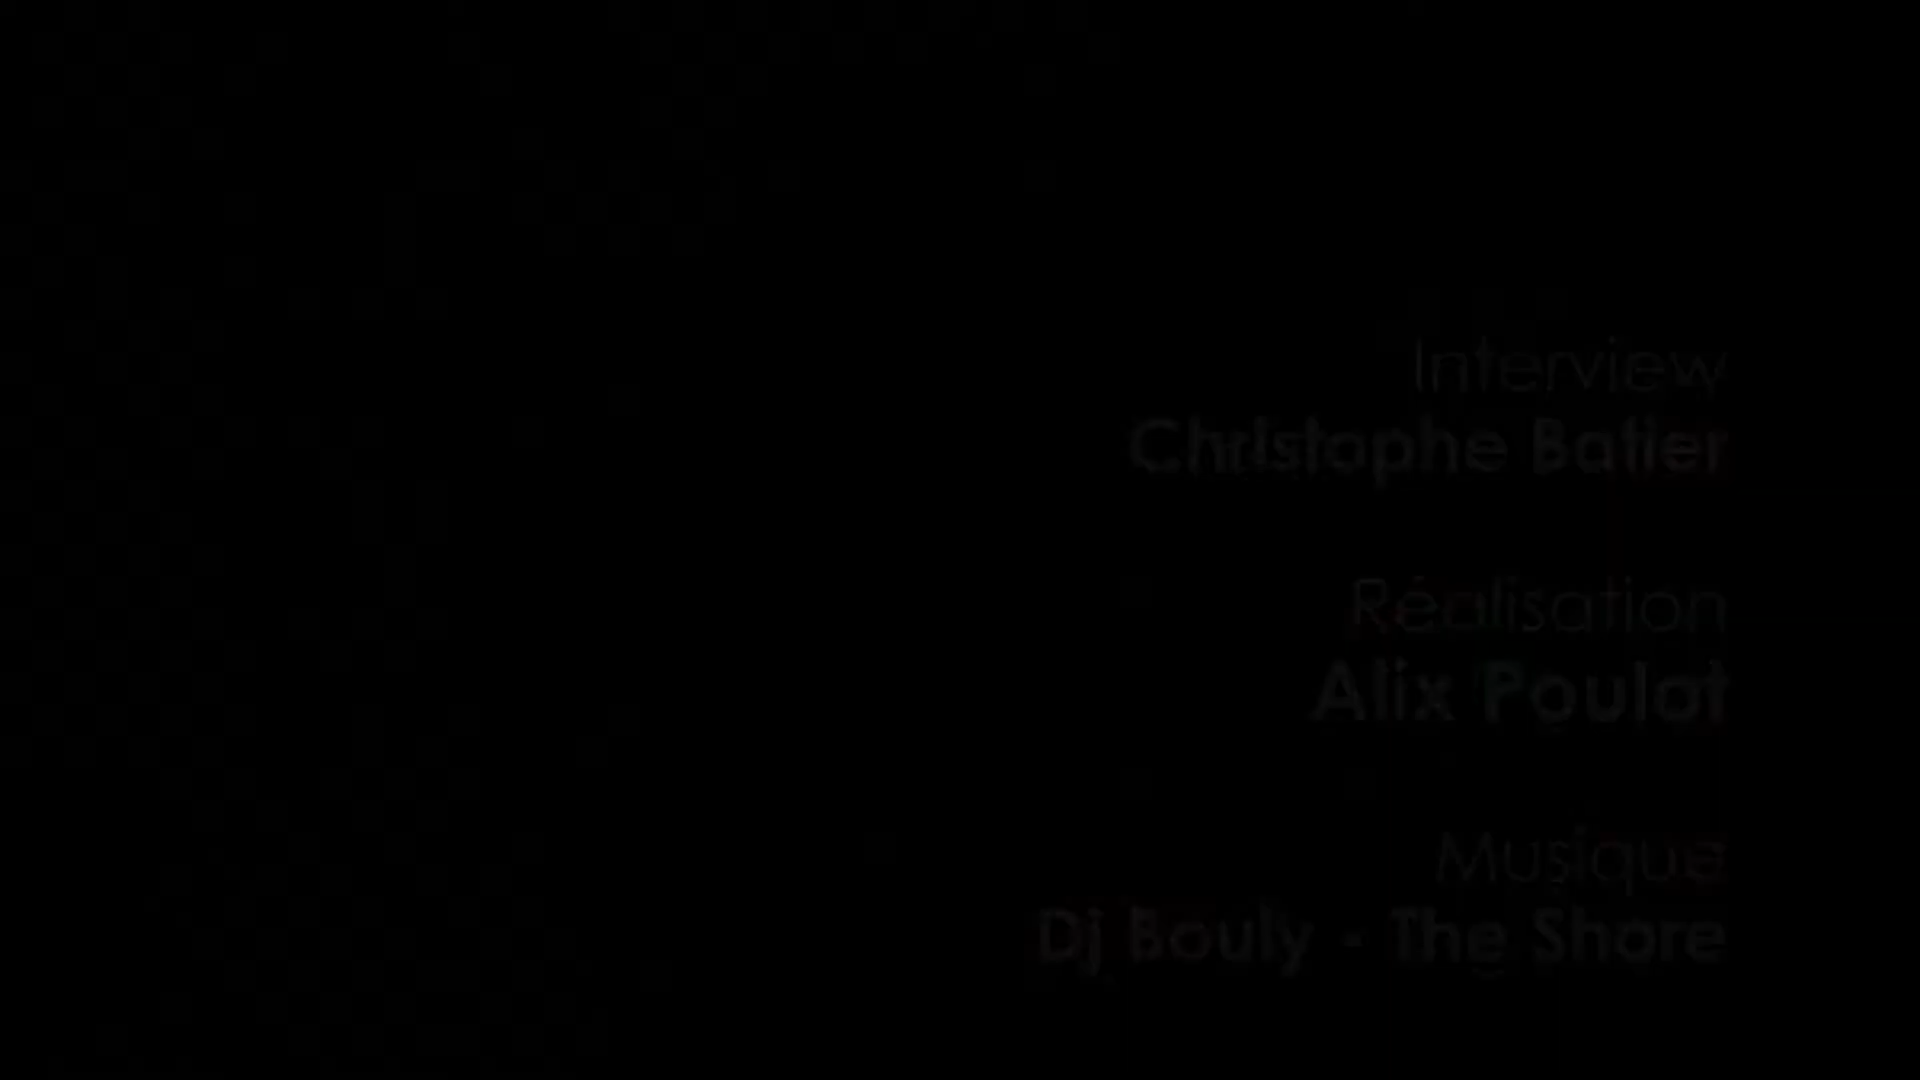 Interview
Christophe Batier
Réalisation
Alix Poulat
Musique
Dj Bouly - The Shore